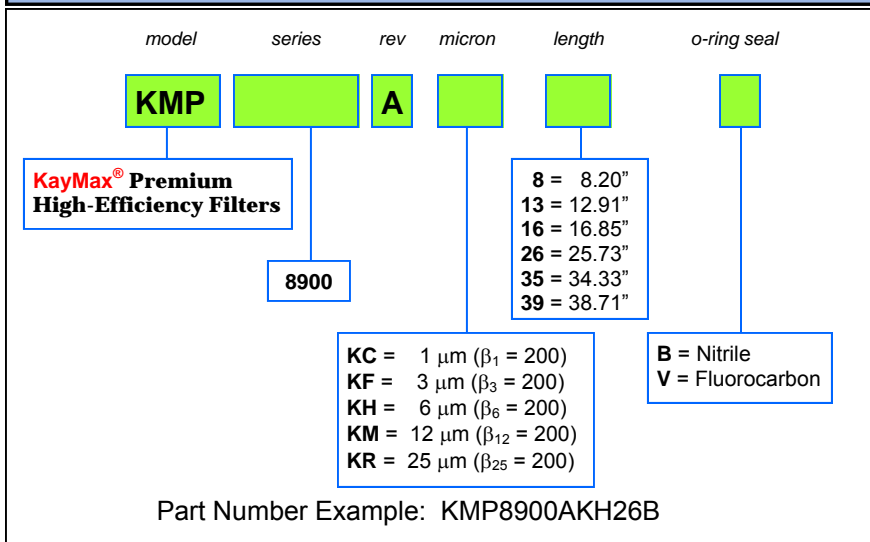 model series rev micron length o-ring seal
KMP A
KayMax® Premium
High-Efficiency Filters
8900
8 = 8.20”
13 = 12.91”
16 = 16.85”
26 = 25.73”
35 = 34.33”
39 = 38.71”
KC = 1 μm (β₁ = 200)
KF = 3 μm (β₃ = 200)
KH = 6 μm (β₆ = 200)
KM = 12 μm (β₁₂ = 200)
KR = 25 μm (β₂₅ = 200)
B = Nitrile
V = Fluorocarbon
Part Number Example: KMP8900AKH26B